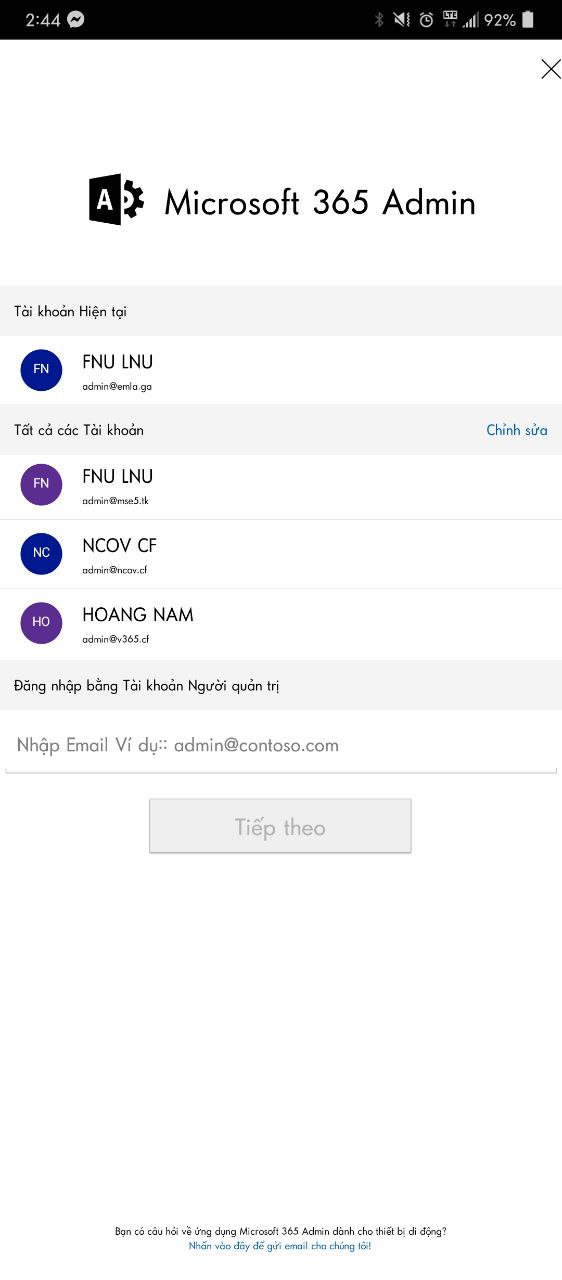 2:44
LTE
92%
A
Microsoft 365 Admin
Tài khoản Hiện tại
FN
FNU LNU
admin@emla.ga
Tất cả các Tài khoản
Chỉnh sửa
FN
FNU LNU
admin@mse5.tk
NC
NCOV CF
admin@ncov.cf
HO
HOANG NAM
admin@v365.cf
Đăng nhập bằng Tài khoản Người quản trị
Nhập Email Ví dụ:: admin@contoso.com
Tiếp theo
Bạn có câu hỏi về ứng dụng Microsoft 365 Admin dành cho thiết bị di động?
Nhấn vào đây để gửi email cho chúng tôi!